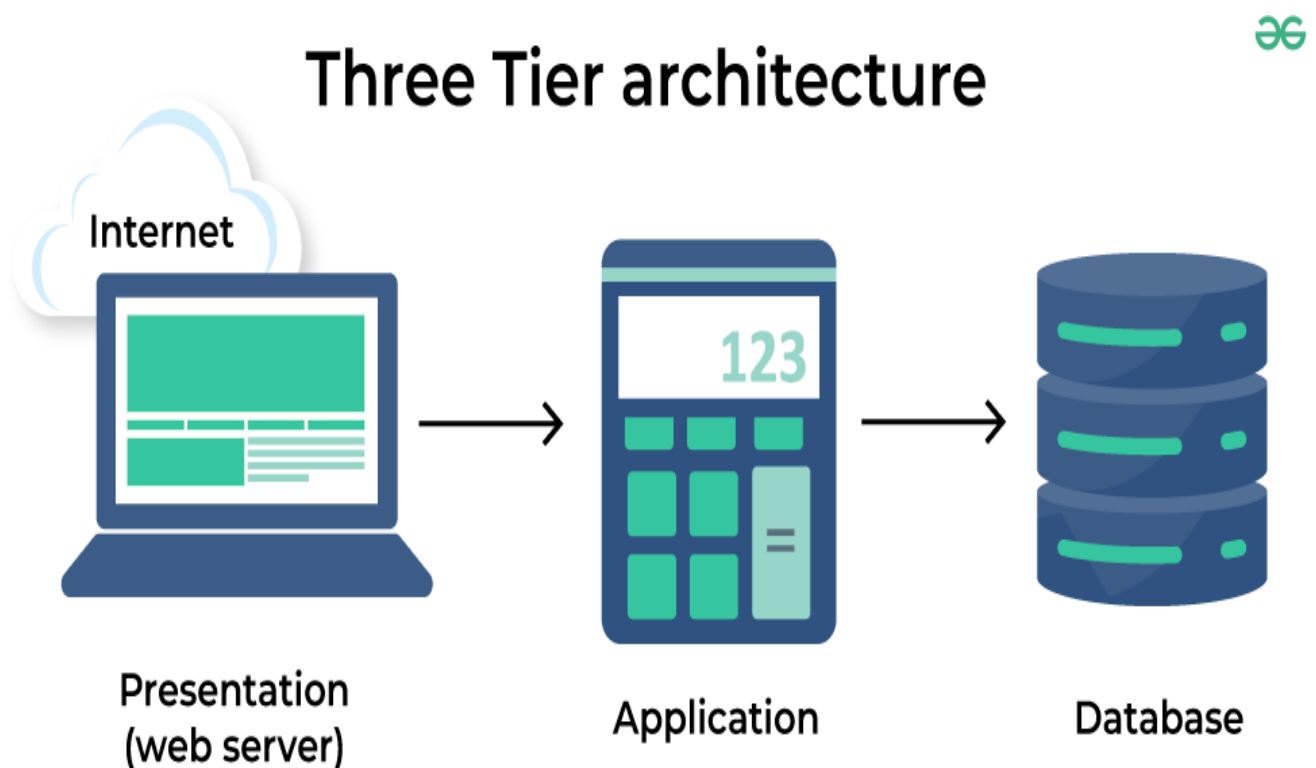 Three Tier architecture
Internet
123
=
Presentation
(web server)
Application
Database